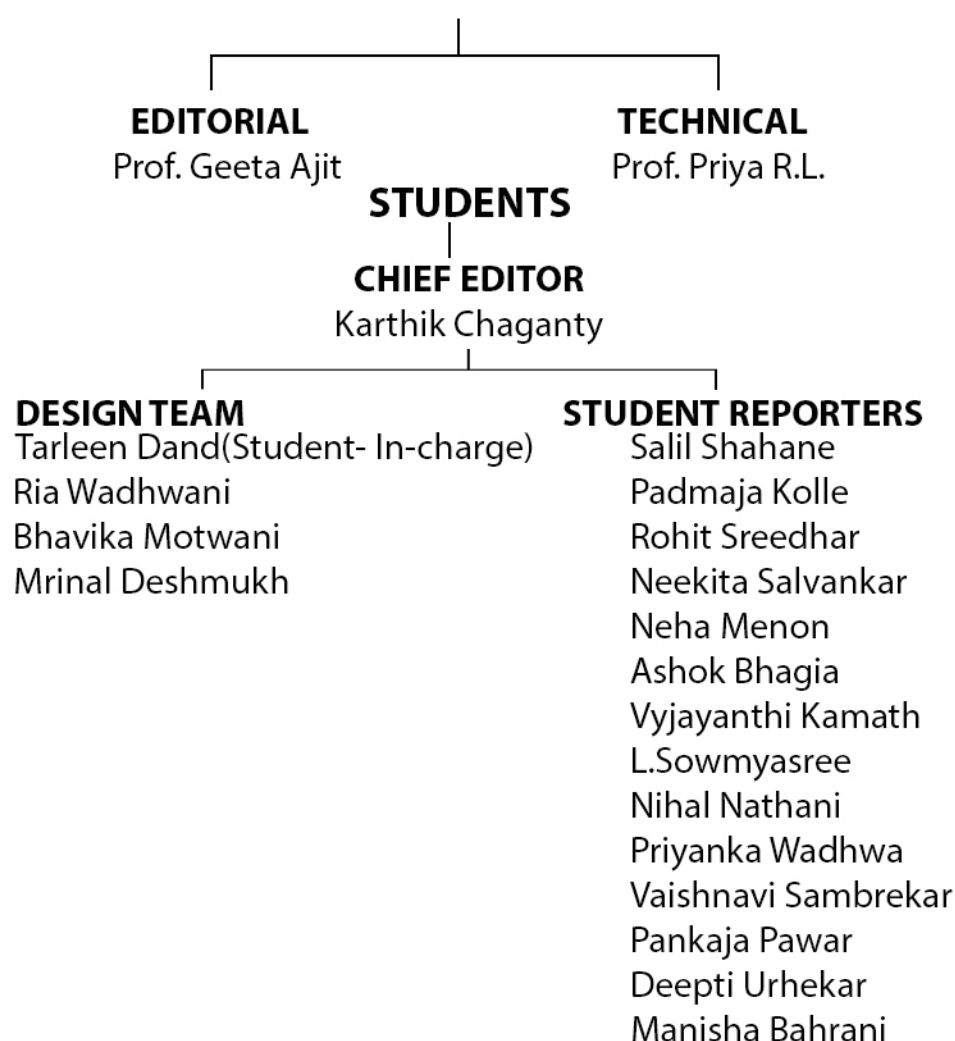 EDITORIAL
Prof. Geeta Ajit
TECHNICAL
Prof. Priya R.L.
STUDENTS
CHIEF EDITOR
Karthik Chaganty
DESIGN TEAM
Tarleen Dand(Student- In-charge)
Ria Wadhwani
Bhavika Motwani
Mrinal Deshmukh
STUDENT REPORTERS
Salil Shahane
Padmaja Kolle
Rohit Sreedhar
Neekita Salvankar
Neha Menon
Ashok Bhagia
Vyjayanthi Kamath
L.Sowmyasree
Nihal Nathani
Priyanka Wadhwa
Vaishnavi Sambrekar
Pankaja Pawar
Deepti Urhekar
Manisha Bahrani